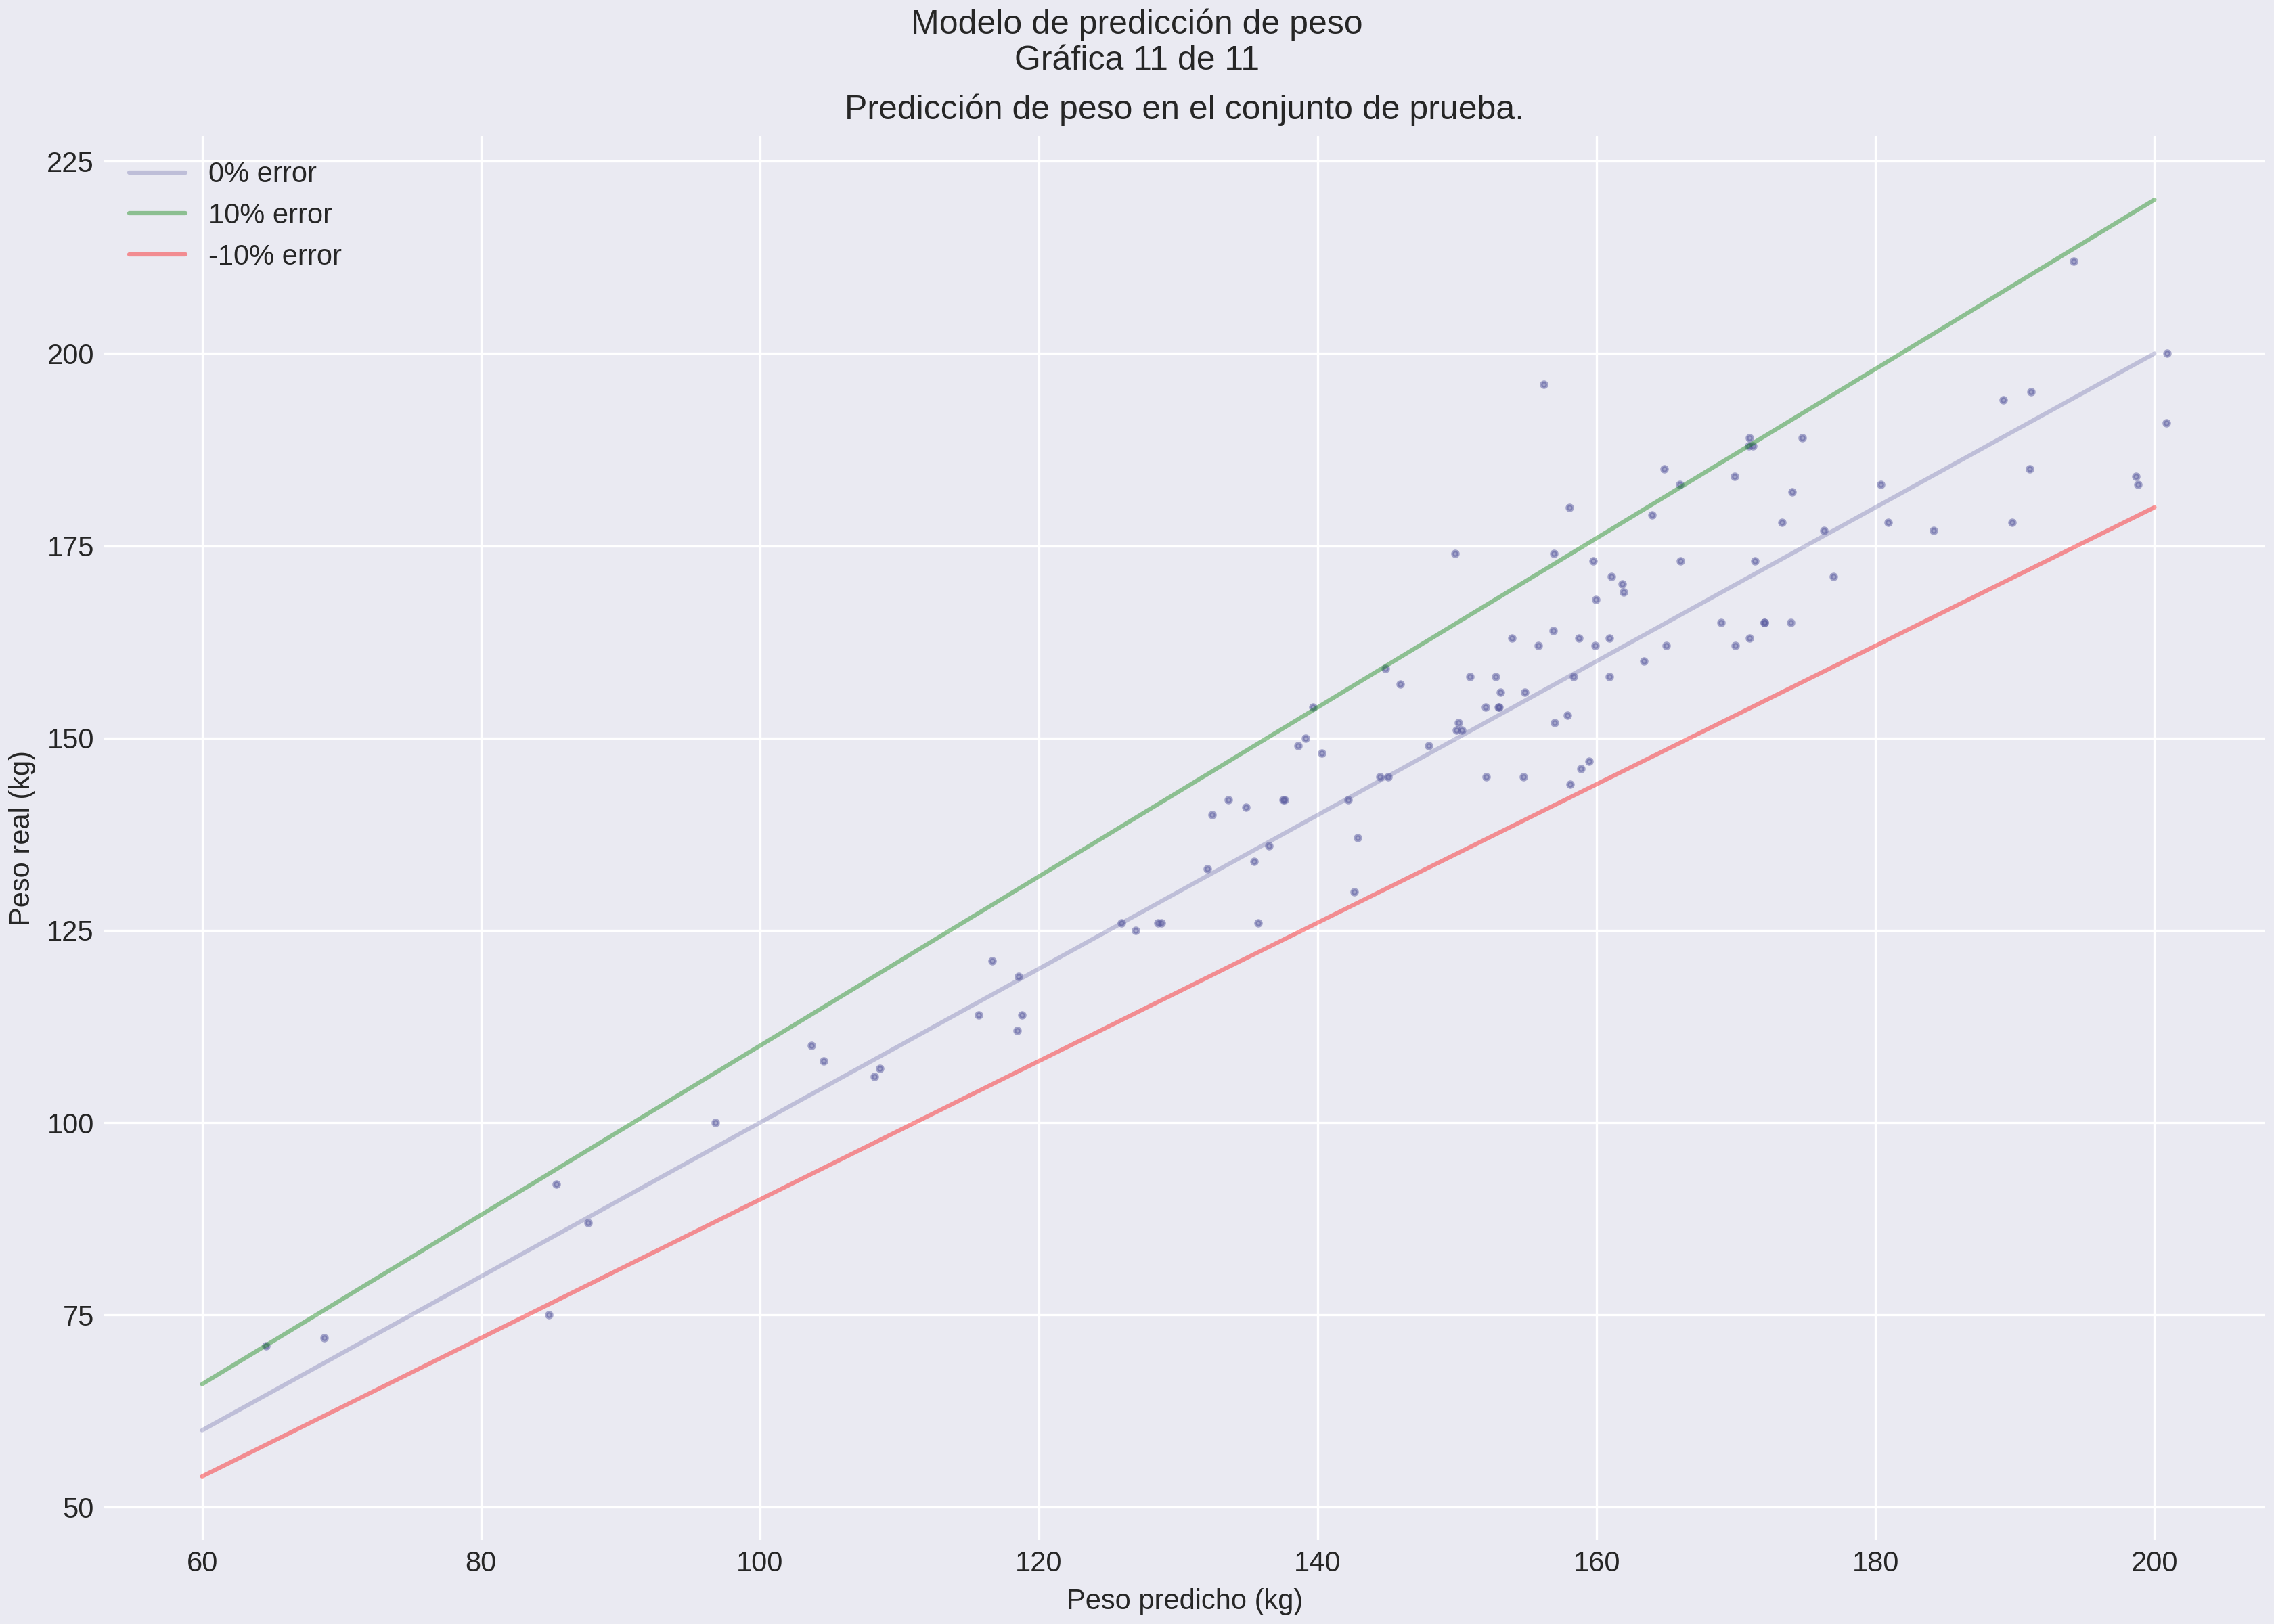 Modelo de predicción de peso
Gráfica 11 de 11
Predicción de peso en el conjunto de prueba.
0% error
10% error
-10% error
225
200
175
150
125
100
75
50
Peso real (kg)
60 80 100 120 140 160 180 200
Peso predicho (kg)